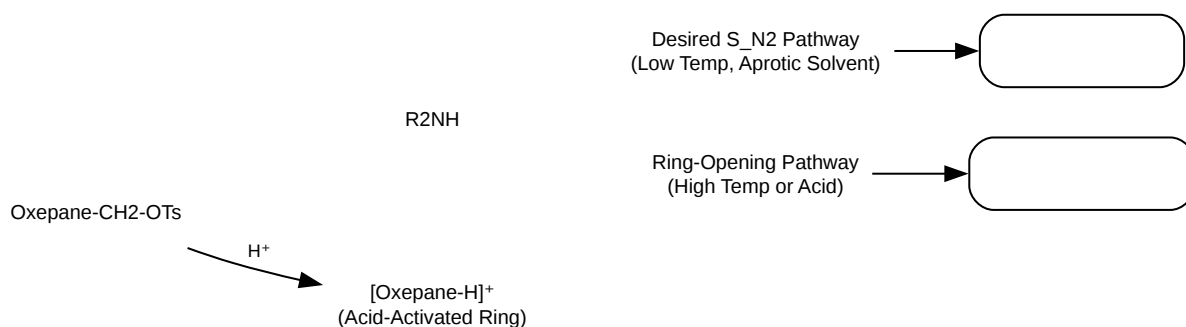 Desired S_N2 Pathway
(Low Temp, Aprotic Solvent)
R2NH
Ring-Opening Pathway
(High Temp or Acid)
Oxepane-CH2-OTs
H⁺
[Oxepane-H]⁺
(Acid-Activated Ring)